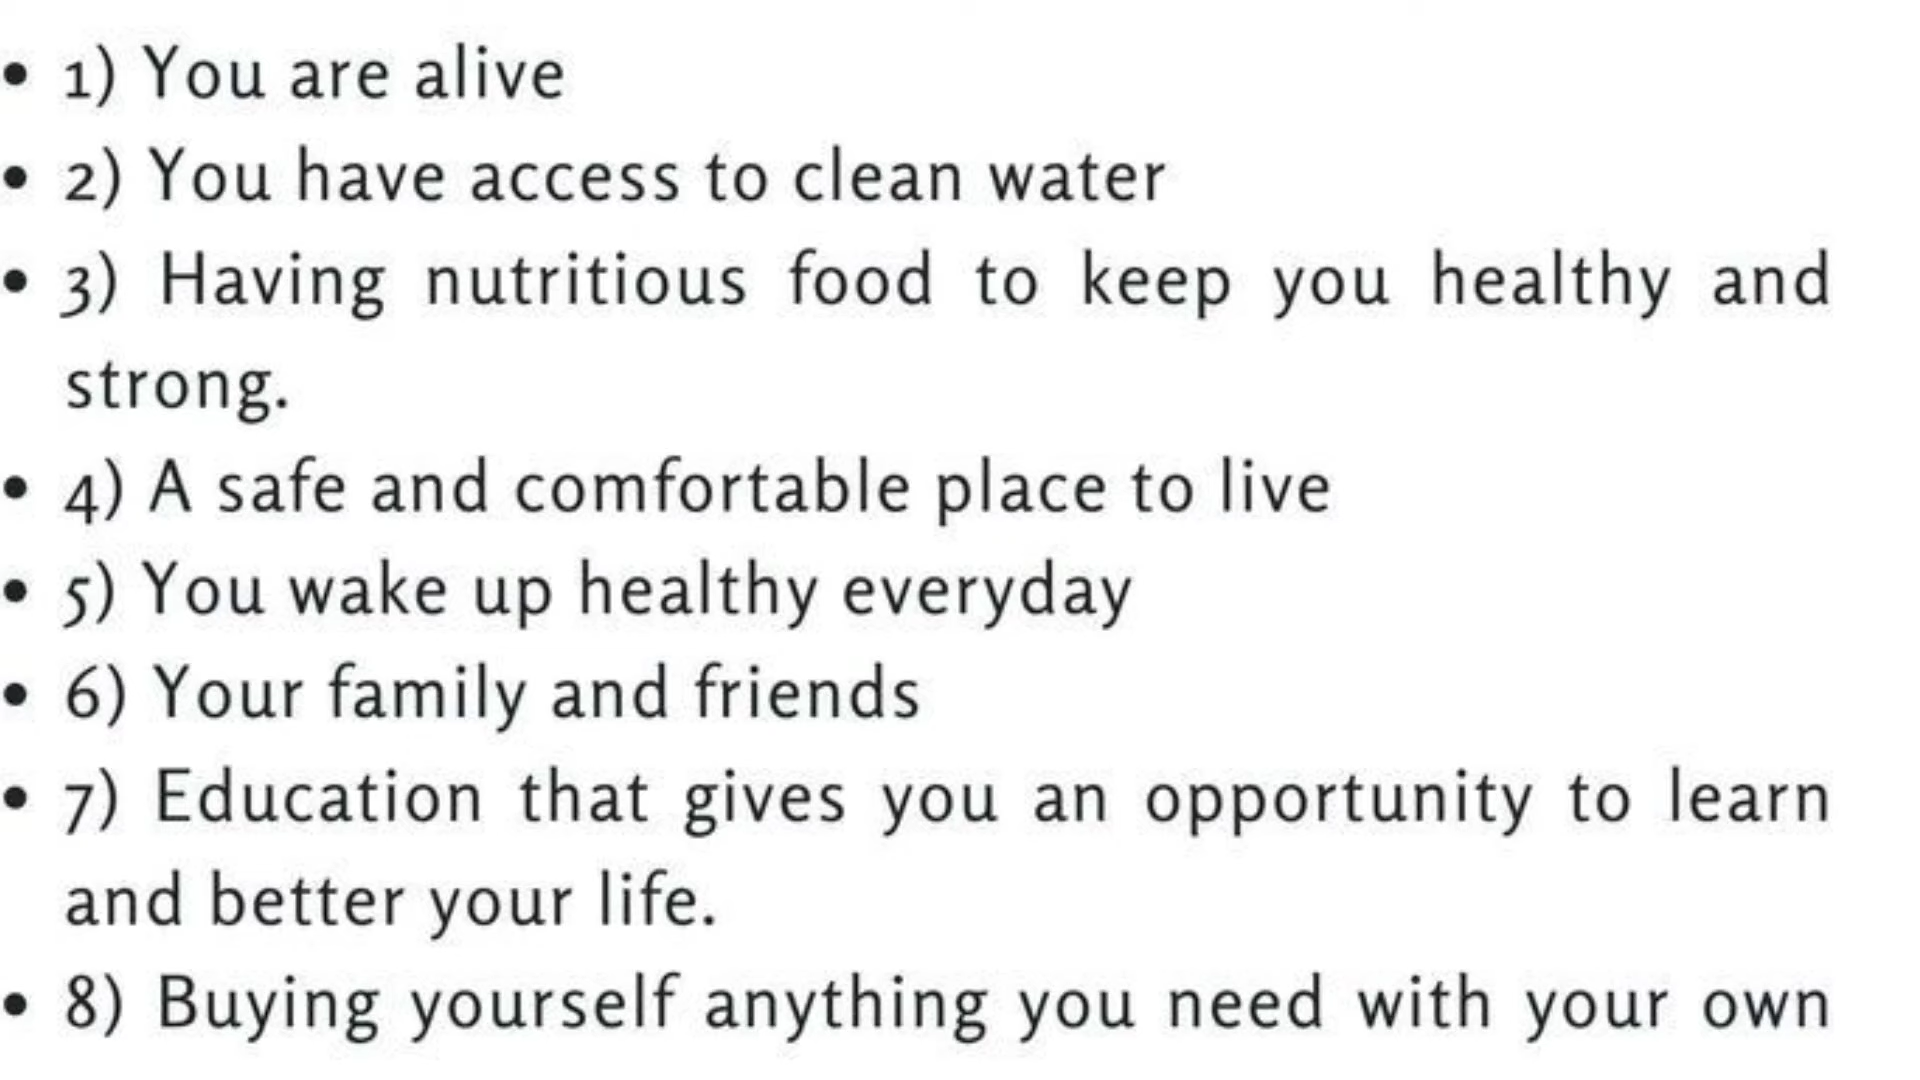 • 1) You are alive
• 2) You have access to clean water
• 3) Having nutritious food to keep you healthy and
strong.
• 4) A safe and comfortable place to live
• 5) You wake up healthy everyday
• 6) Your family and friends
• 7) Education that gives you an opportunity to learn
and better your life.
• 8) Buying yourself anything you need with your own